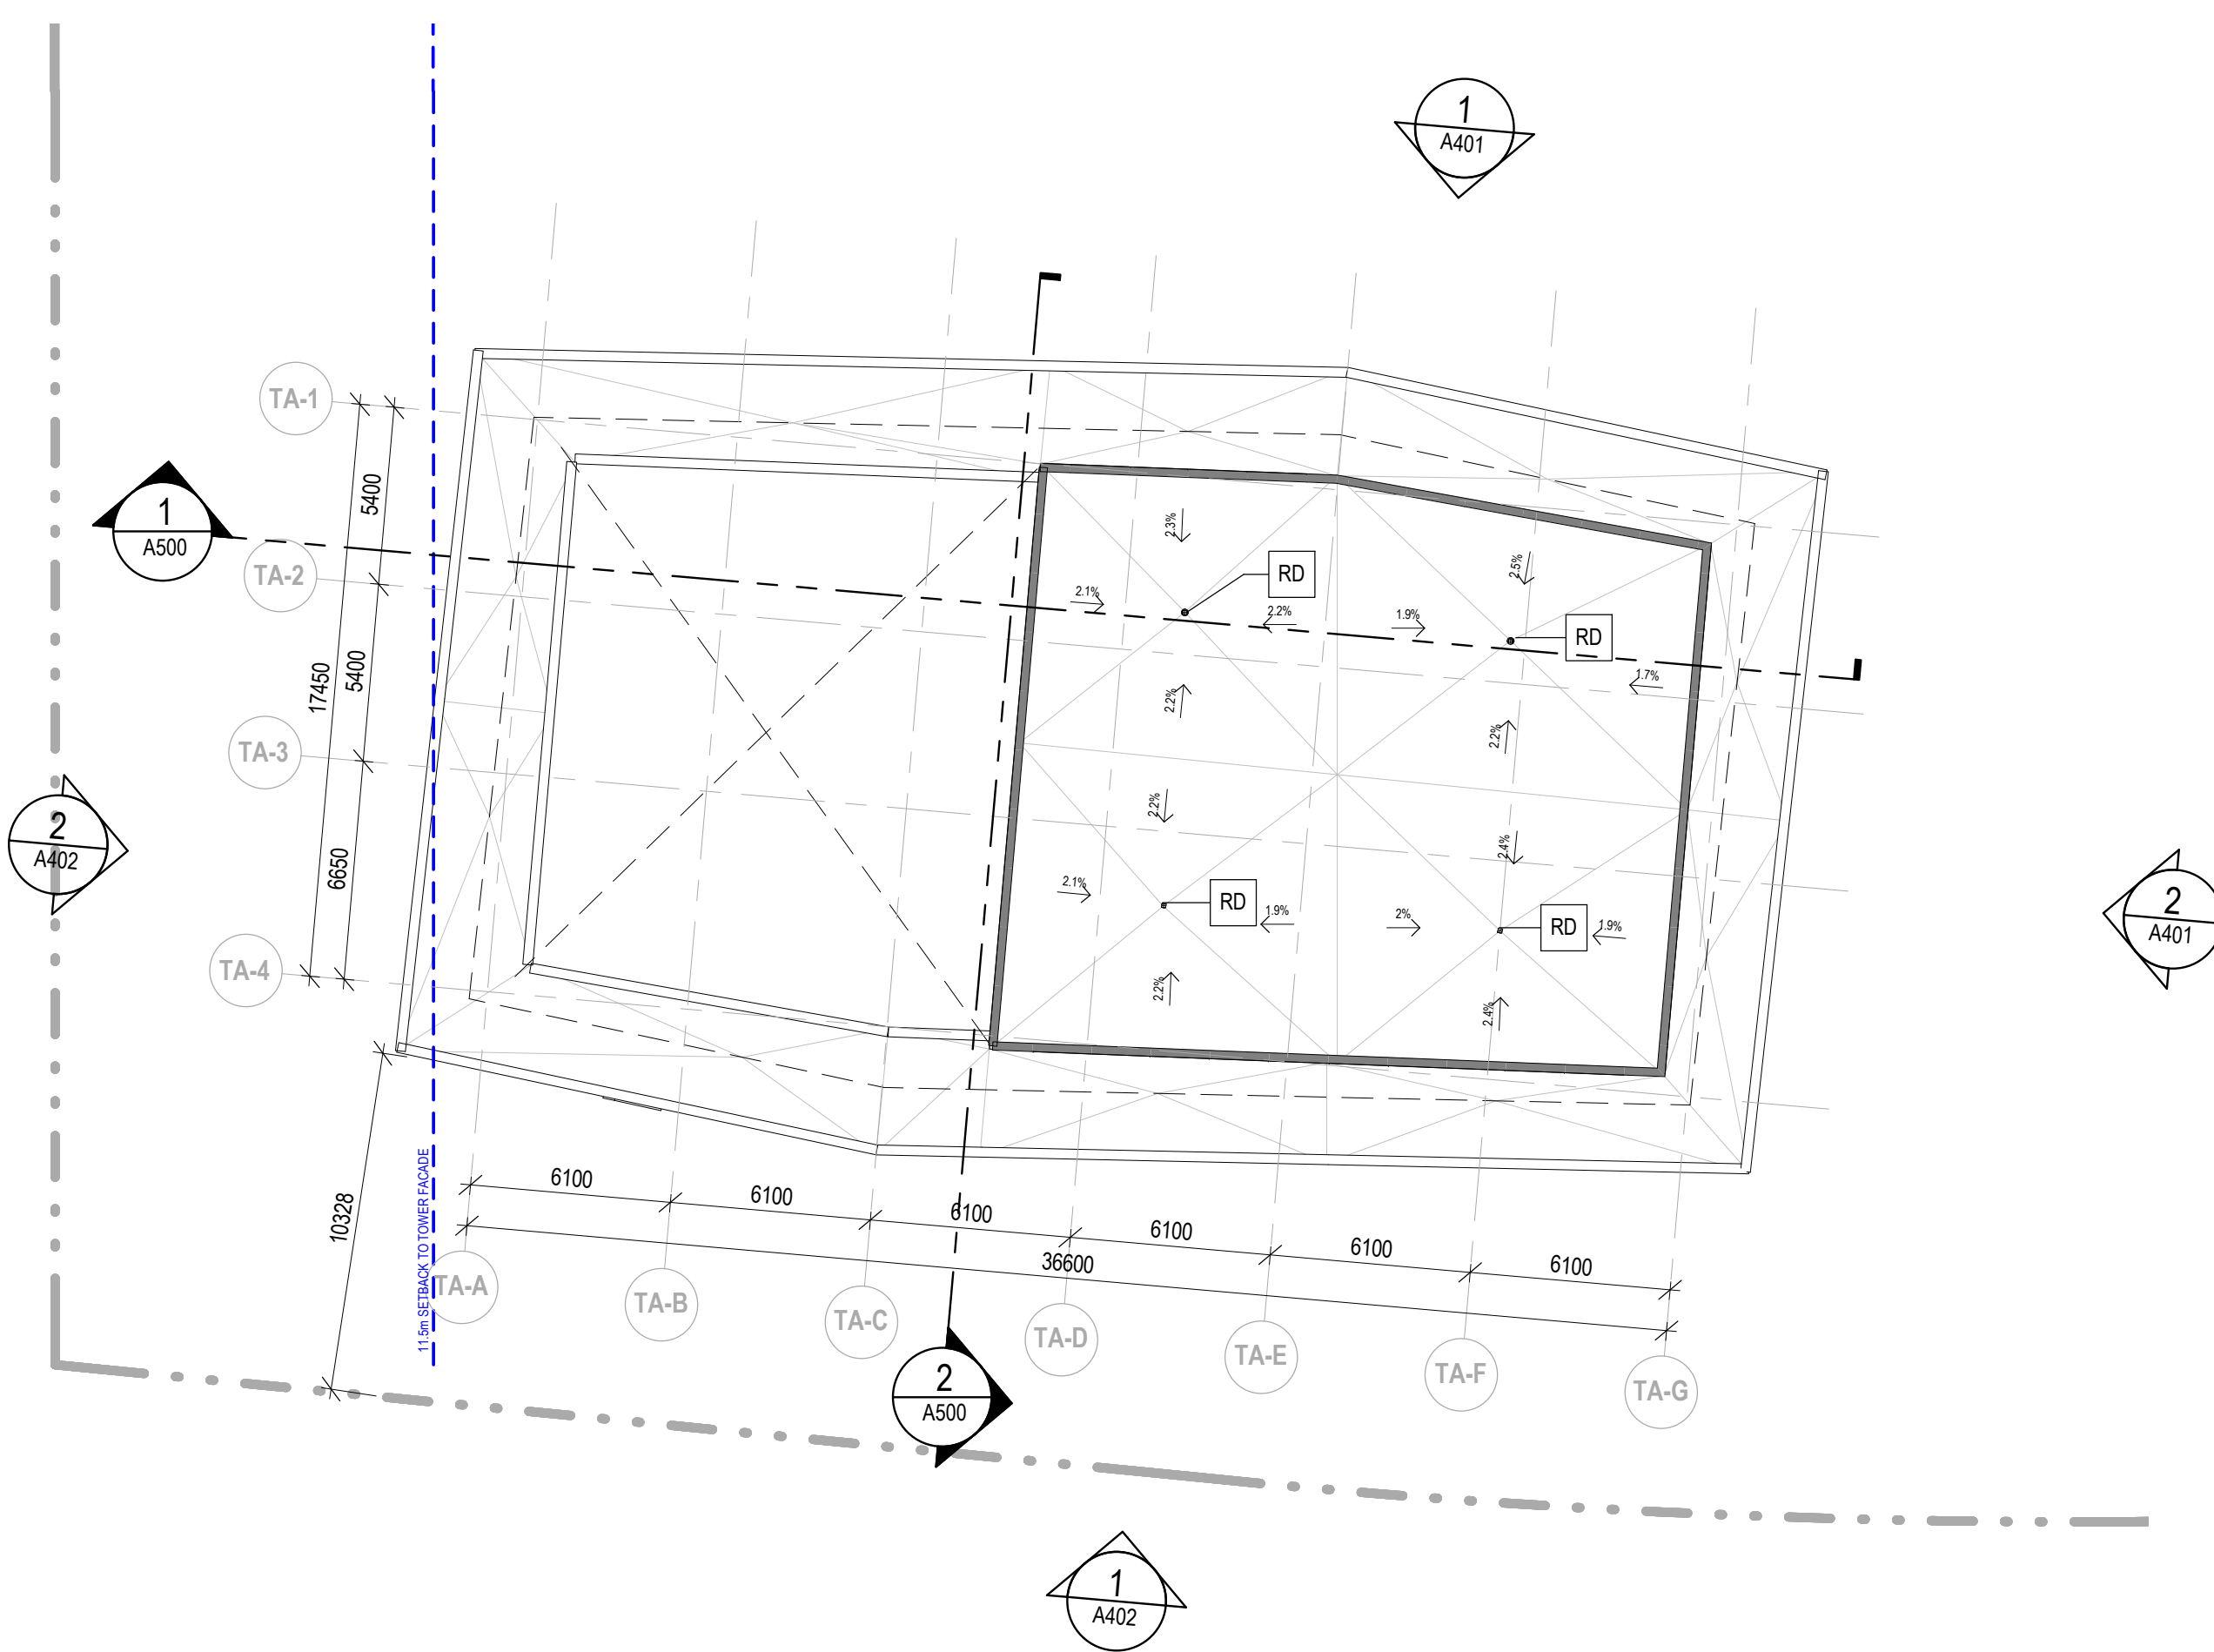 1
A401
TA-1
5400
1
A500
2.3%
2.5%
RD
TA-2
2.1%
2.2%
1.9%
RD
5400
17450
1.7%
2.2%
2.2%
TA-3
2.2%
2.4%
2
A402
6650
2.1%
RD
1.9%
2%
RD
1.9%
2
A401
TA-4
2.2%
2.4%
11.5m SETBACK TO TOWER FACADE
10328
6100
6100
6100
6100
6100
6100
36600
TA-A
TA-B
TA-C
TA-D
TA-E
TA-F
TA-G
2
A500
1
A402